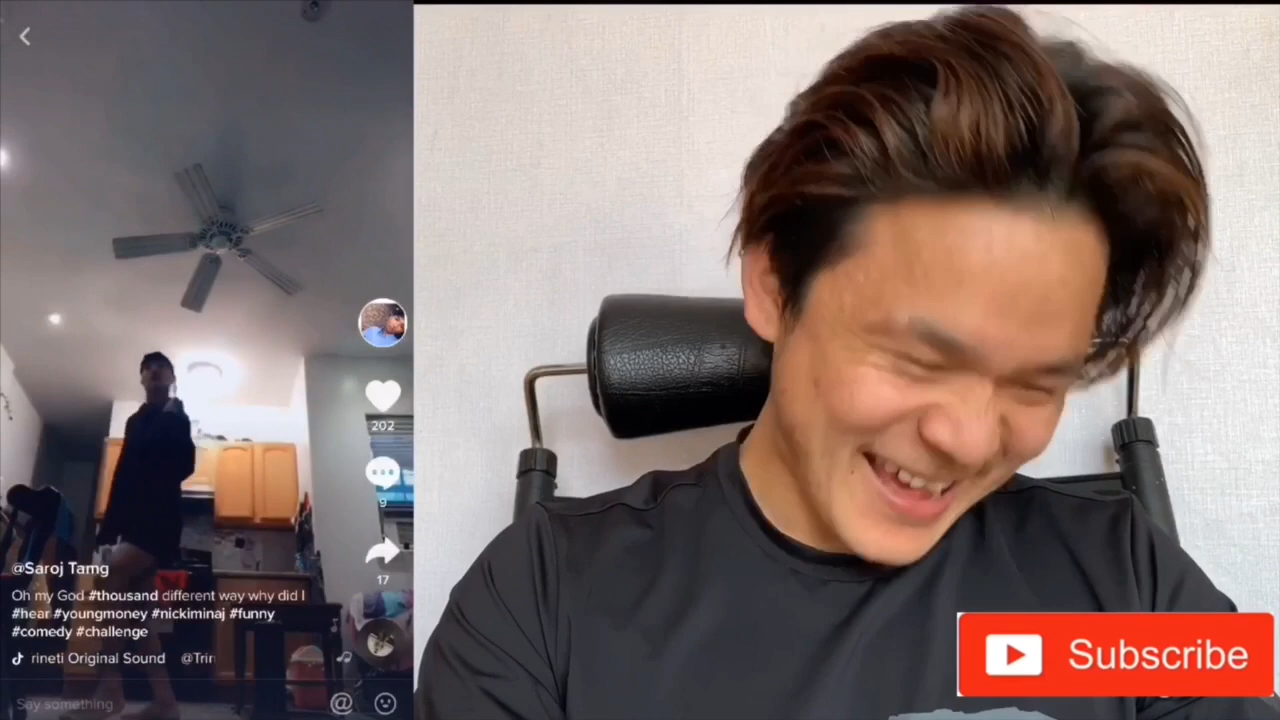 202
9
17
@Saroj Tamg
Oh my God #thousand different way why did I
#hear #youngmoney #nickiminaj #funny
#comedy #challenge
rineti Original Sound @Trin
Say something
@
Subscribe